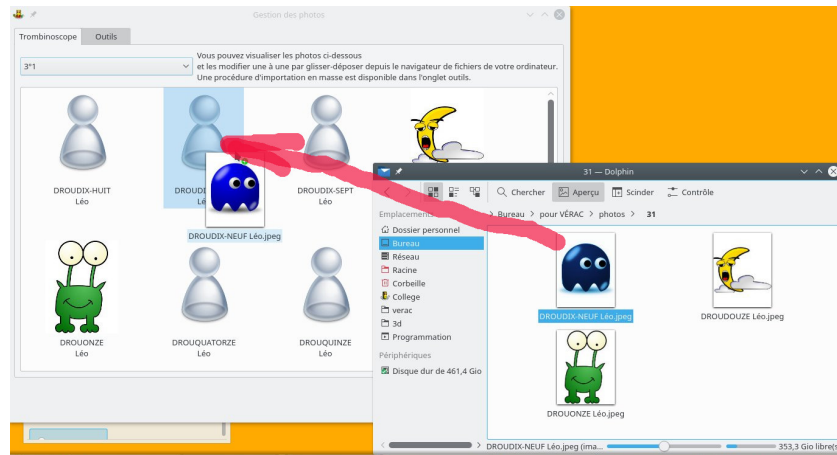 Gestion des photos
Trombinoscope Outils
3°1
Vous pouvez visualiser les photos ci-dessous
et les modifier une à une par glisser-déposer depuis le navigateur de fichiers de votre ordinateur.
Une procédure d'importation en masse est disponible dans l'onglet outils.
DROUDIX-HUIT
Léo
DROUDI
Lé
DROUDIX-SEPT
Léo
DROUDIX-NEUF Léo.jpeg
DROUONZE
Léo
DROUQUATORZE
Léo
DROUQUINZE
Léo
31 — Dolphin
Chercher Aperçu Scinder Contrôle
Emplacements
Bureau > pour VÉRAC > photos > 31
Dossier personnel
Bureau
Réseau
Racine
Corbeille
College
verac
3d
Programmation
Périphériques
Disque dur de 461,4 Gio
DROUDIX-NEUF Léo.jpeg
DROUDOUZE Léo.jpeg
DROUONZE Léo.jpeg
DROUDIX-NEUF Léo.jpeg (ima...
353,3 Gio libre(s